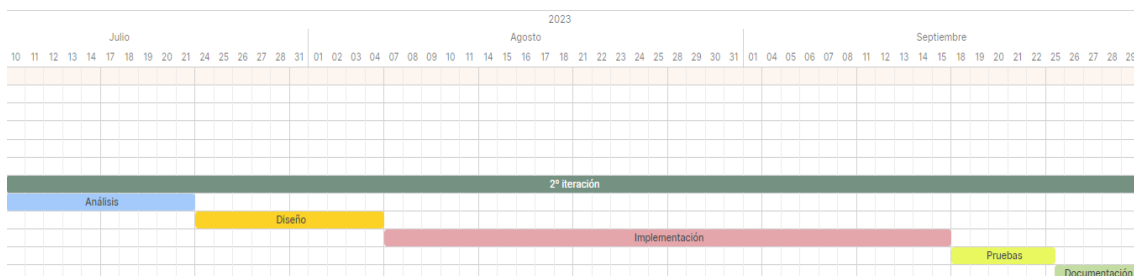 2023
Julio Agosto Septiembre
10 11 12 13 14 17 18 19 20 21 24 25 26 27 28 31 01 02 03 04 07 08 09 10 11 14 15 16 17 18 21 22 23 24 25 28 29 30 31 01 04 05 06 07 08 11 12 13 14 15 18 19 20 21 22 25 26 27 28 29
2º iteración
Análisis
Diseño
Implementación
Pruebas
Documentación